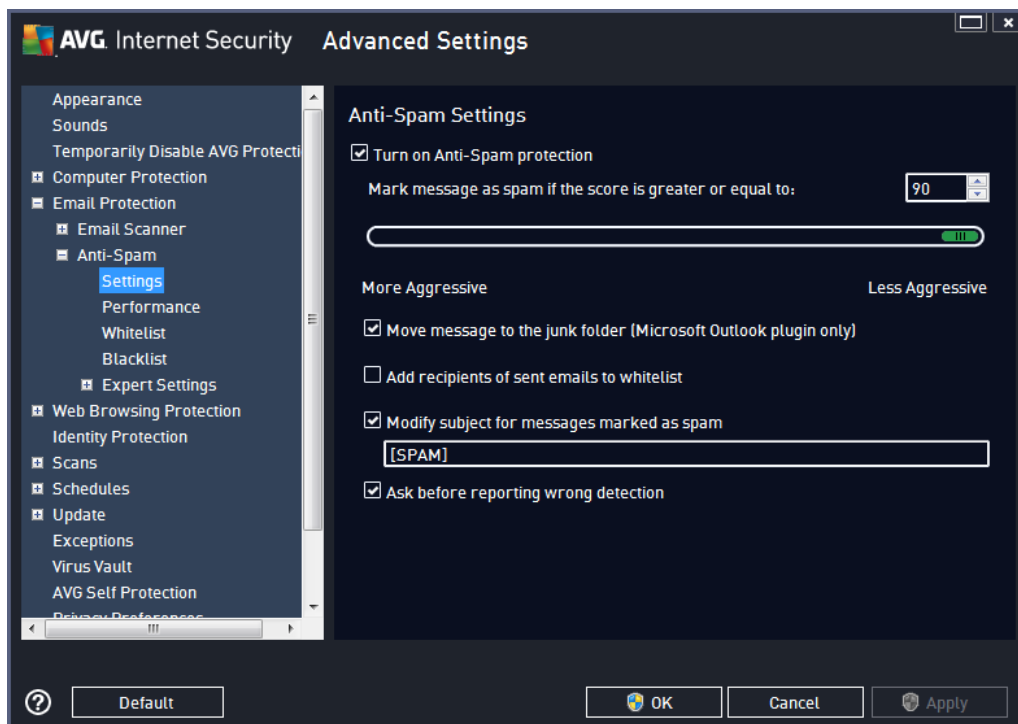 AVG. Internet Security Advanced Settings
Appearance
Sounds
Temporarily Disable AVG Protecti
Computer Protection
Email Protection
Email Scanner
Anti-Spam
Settings
Performance
Whitelist
Blacklist
Expert Settings
Web Browsing Protection
Identity Protection
Scans
Schedules
Update
Exceptions
Virus Vault
AVG Self Protection
Privacy Preferences
Anti-Spam Settings
Turn on Anti-Spam protection
Mark message as spam if the score is greater or equal to: 90
More Aggressive Less Aggressive
Move message to the junk folder (Microsoft Outlook plugin only)
Add recipients of sent emails to whitelist
Modify subject for messages marked as spam
[SPAM]
Ask before reporting wrong detection
Default OK Cancel Apply